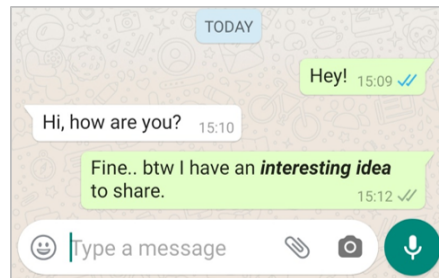 TODAY
Hey! 15:09
Hi, how are you? 15:10
Fine.. btw I have an interesting idea
to share. 15:12
Type a message